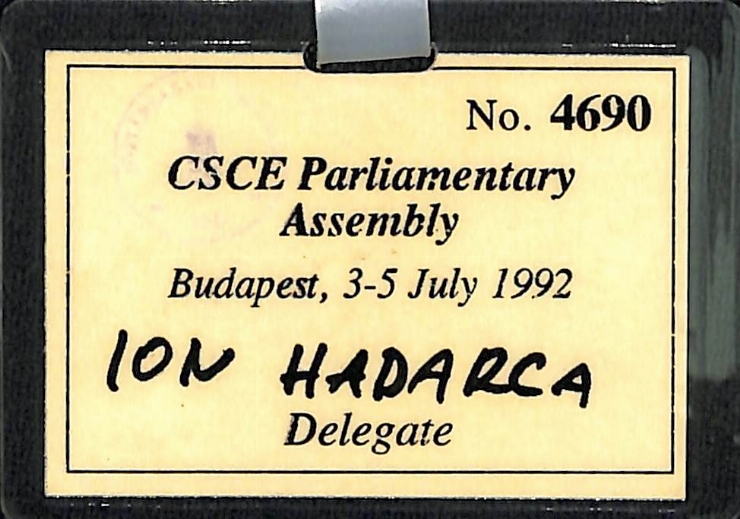 No. 4690
CSCE Parliamentary
Assembly
Budapest, 3-5 July 1992
ION HADARCA
Delegate